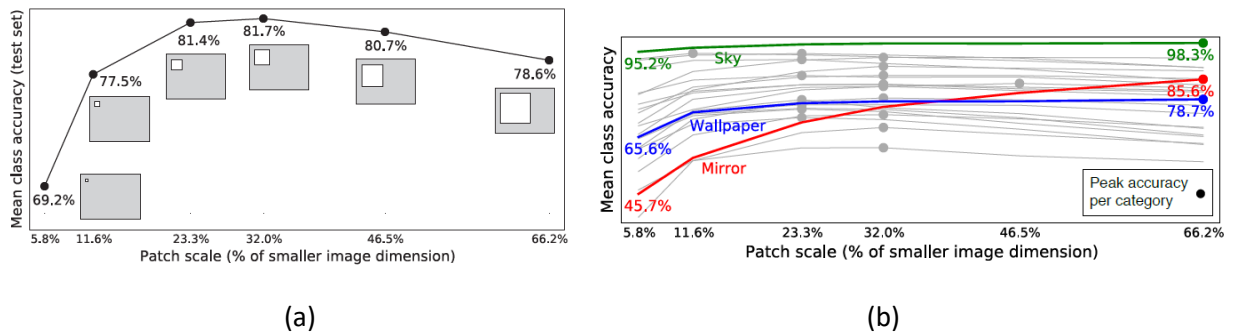 Mean class accuracy (test set)
69.2%
77.5%
81.4%
81.7%
80.7%
78.6%
5.8%
11.6%
23.3%
32.0%
46.5%
66.2%
Patch scale (% of smaller image dimension)
(a)
Mean class accuracy
95.2%
Sky
98.3%
85.6%
78.7%
Wallpaper
65.6%
Mirror
45.7%
Peak accuracy
per category
5.8%
11.6%
23.3%
32.0%
46.5%
66.2%
Patch scale (% of smaller image dimension)
(b)